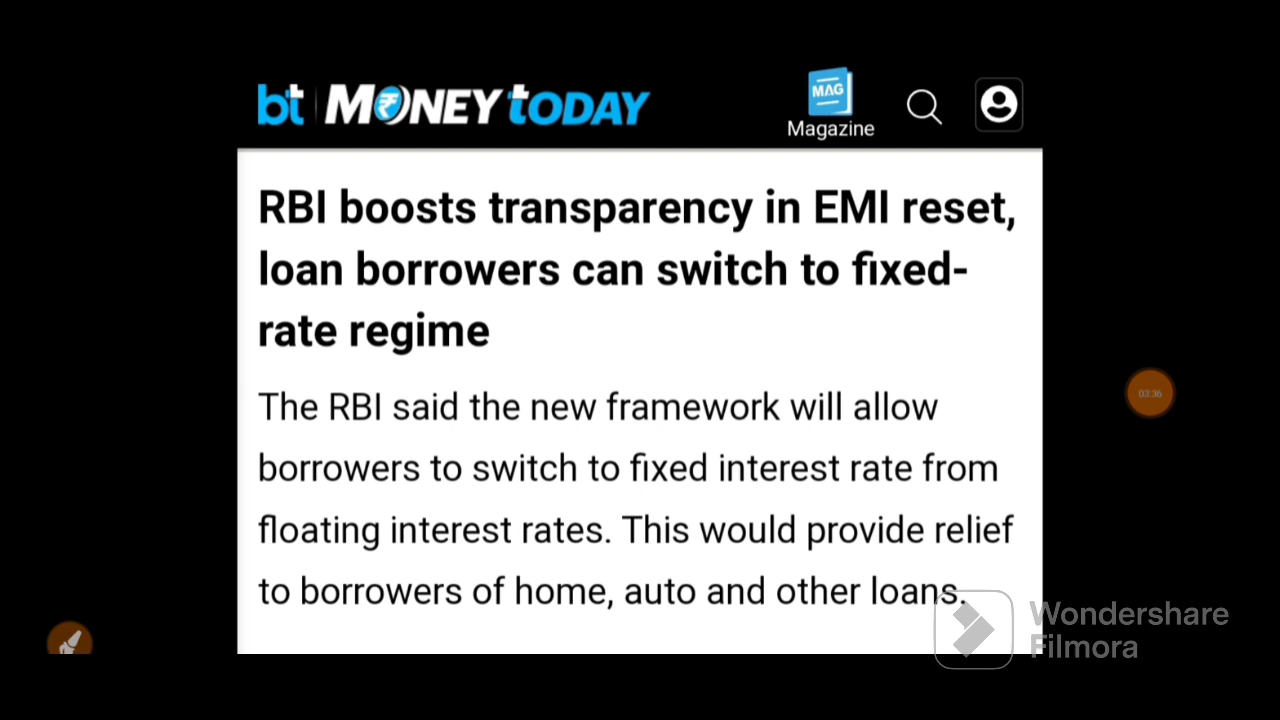 bt MONEY tODAY
MAG
Magazine
RBI boosts transparency in EMI reset,
loan borrowers can switch to fixed-
rate regime
The RBI said the new framework will allow
borrowers to switch to fixed interest rate from
floating interest rates. This would provide relief
to borrowers of home, auto and other loans.
03:36
Wondershare
Filmora